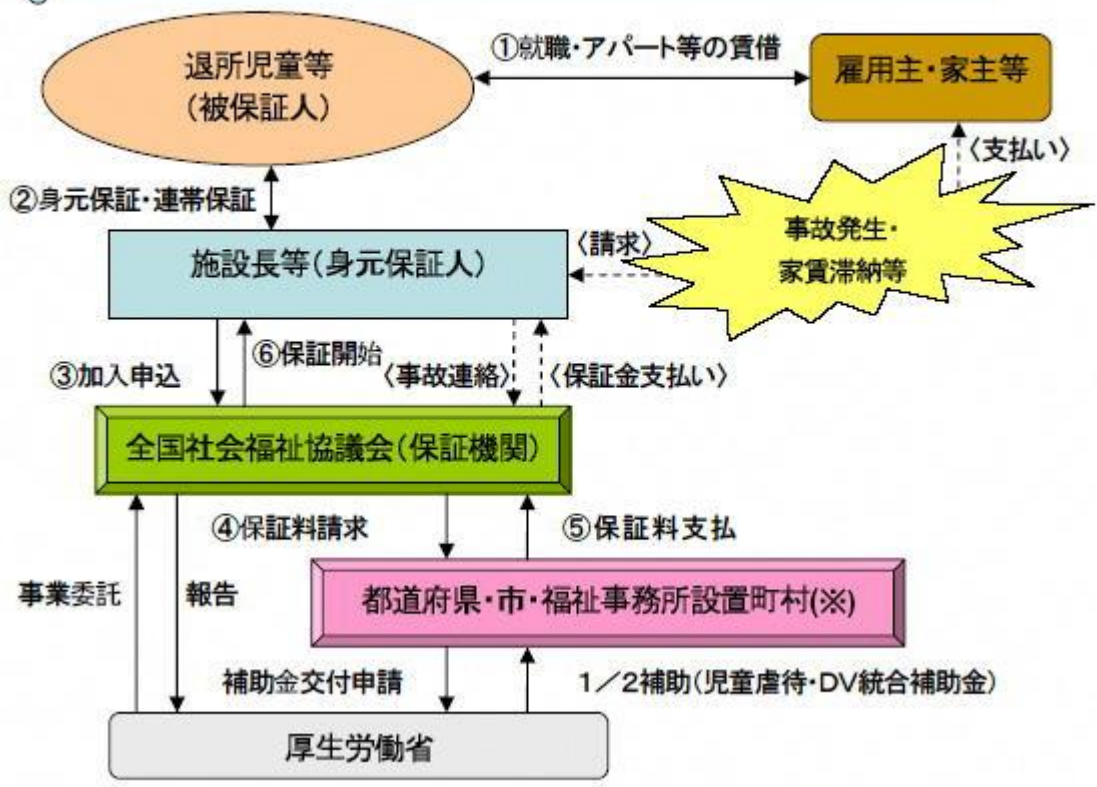 退所児童等
(被保証人)
①就職・アパート等の賃借
雇用主・家主等
〈支払い〉
②身元保証・連帯保証
事故発生・
家賃滞納等
〈請求〉
施設長等(身元保証人)
③加入申込
⑥保証開始
〈事故連絡〉
〈保証金支払い〉
全国社会福祉協議会(保証機関)
④保証料請求
⑤保証料支払
事業委託
報告
都道府県・市・福祉事務所設置町村(※)
補助金交付申請
1/2補助(児童虐待・DV統合補助金)
厚生労働省